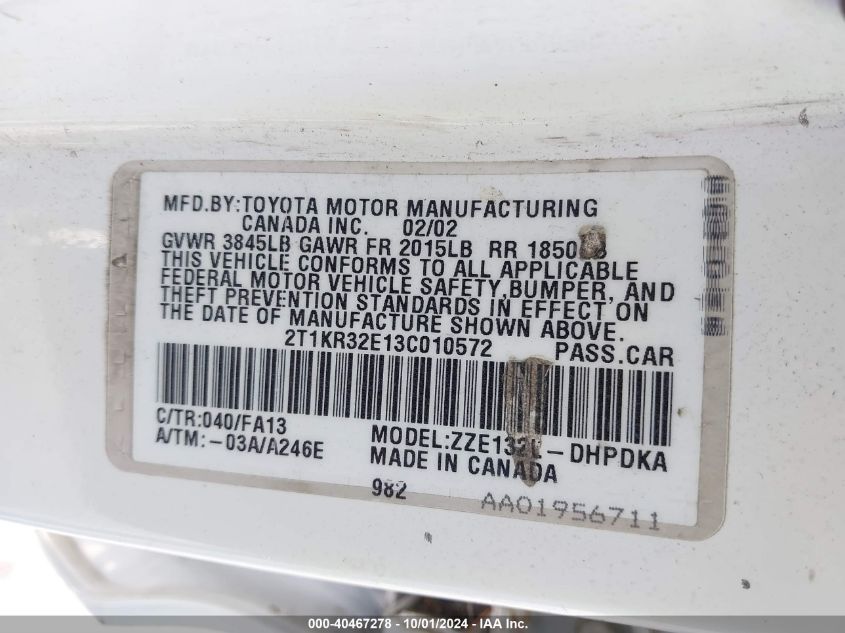 MFD.BY:TOYOTA MOTOR MANUFACTURING
CANADA INC. 02/02
GVWR 3845LB GAWR FR 2015LB RR
THIS VEHICLE CONFORMS TO ALL APPLICABLE
FEDERAL MOTOR VEHICLE SAFETY,BUMPER, AND
THEFT PREVENTION STANDARDS IN EFFECT ON
THE DATE OF MANUFACTURE SHOWN ABOVE.
2T1KR32E13C010572 PASS.CAR
C/TR:040/FA13
A/TM:-03A/A246E
MODEL:ZZE132L-DHPDKA
MADE IN CANADA
982
AA01956711
000-40467278 - 10/01/2024 - IAA Inc.